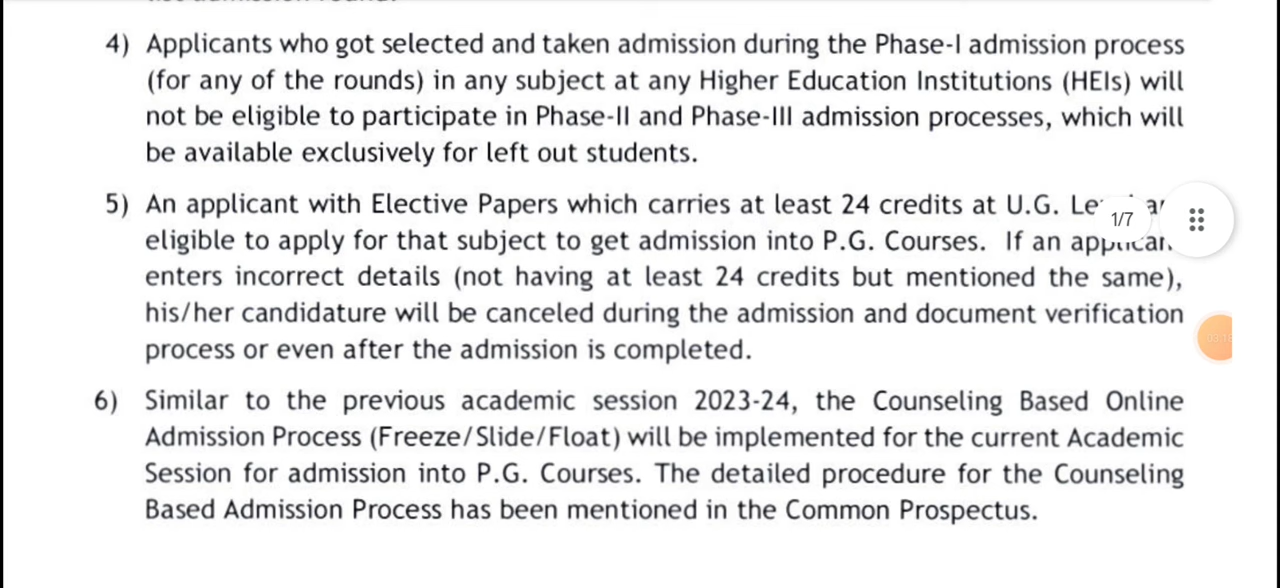 4) Applicants who got selected and taken admission during the Phase-I admission process
(for any of the rounds) in any subject at any Higher Education Institutions (HEIs) will
not be eligible to participate in Phase-II and Phase-III admission processes, which will
be available exclusively for left out students.
5) An applicant with Elective Papers which carries at least 24 credits at U.G.
1/7
eligible to apply for that subject to get admission into P.G. Courses. If an
enters incorrect details (not having at least 24 credits but mentioned the same),
his/her candidature will be canceled during the admission and document verification
03:18
process or even after the admission is completed.
6) Similar to the previous academic session 2023-24, the Counseling Based Online
Admission Process (Freeze/Slide/Float) will be implemented for the current Academic
Session for admission into P.G. Courses. The detailed procedure for the Counseling
Based Admission Process has been mentioned in the Common Prospectus.